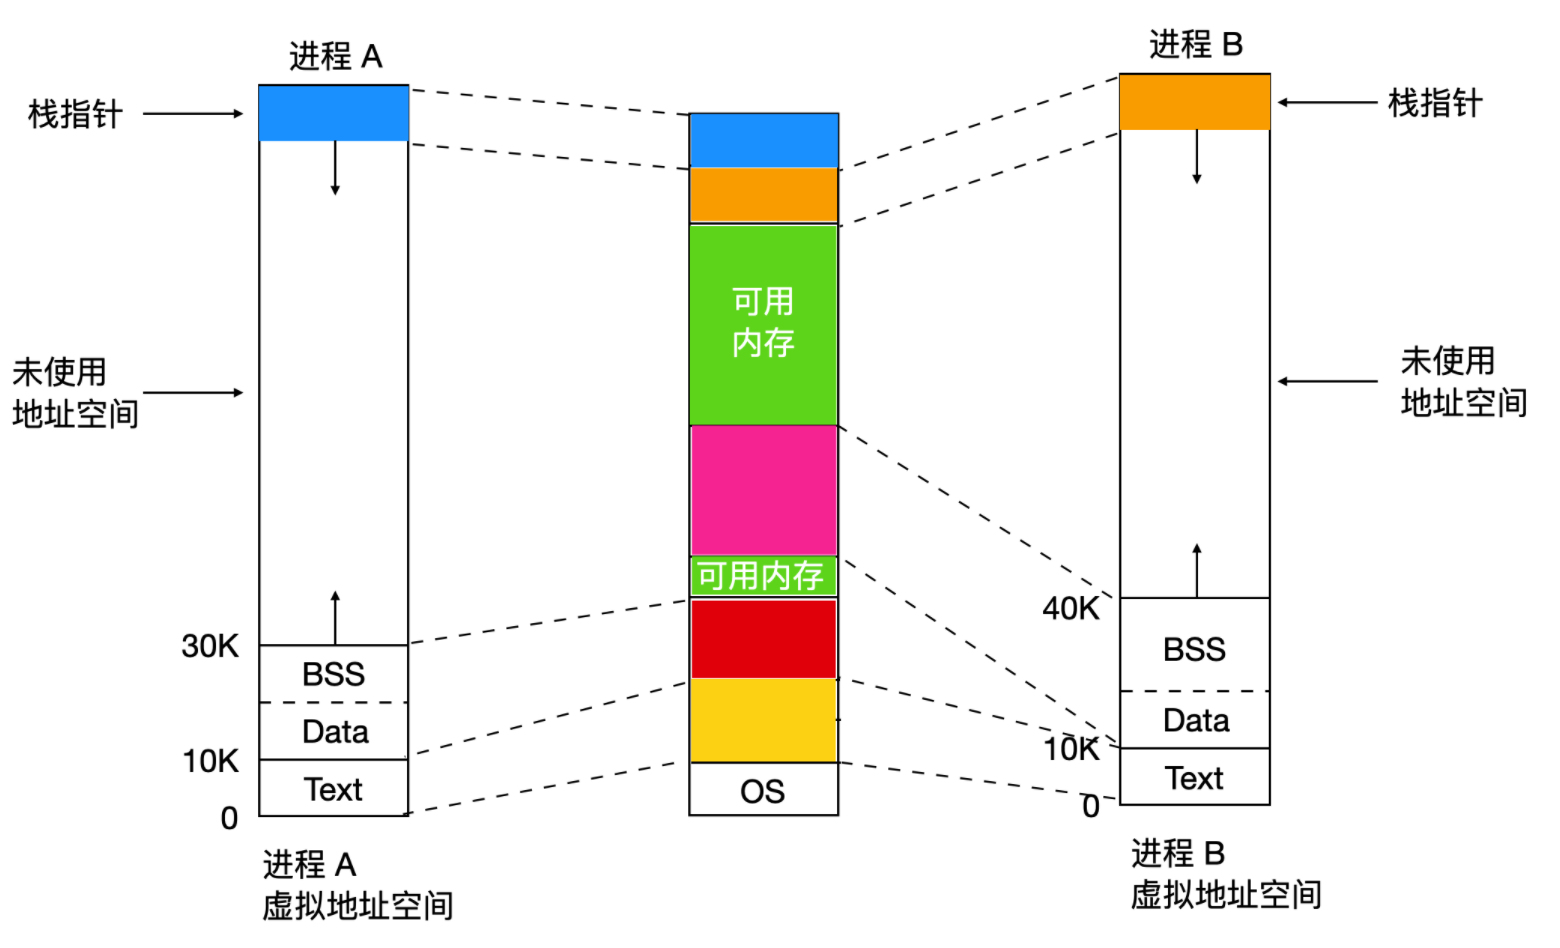 进程 A
栈指针
未使用
地址空间
30K
BSS
Data
10K
Text
0
进程 A
虚拟地址空间
可用
内存
可用内存
OS
进程 B
栈指针
未使用
地址空间
40K
BSS
Data
10K
Text
0
进程 B
虚拟地址空间